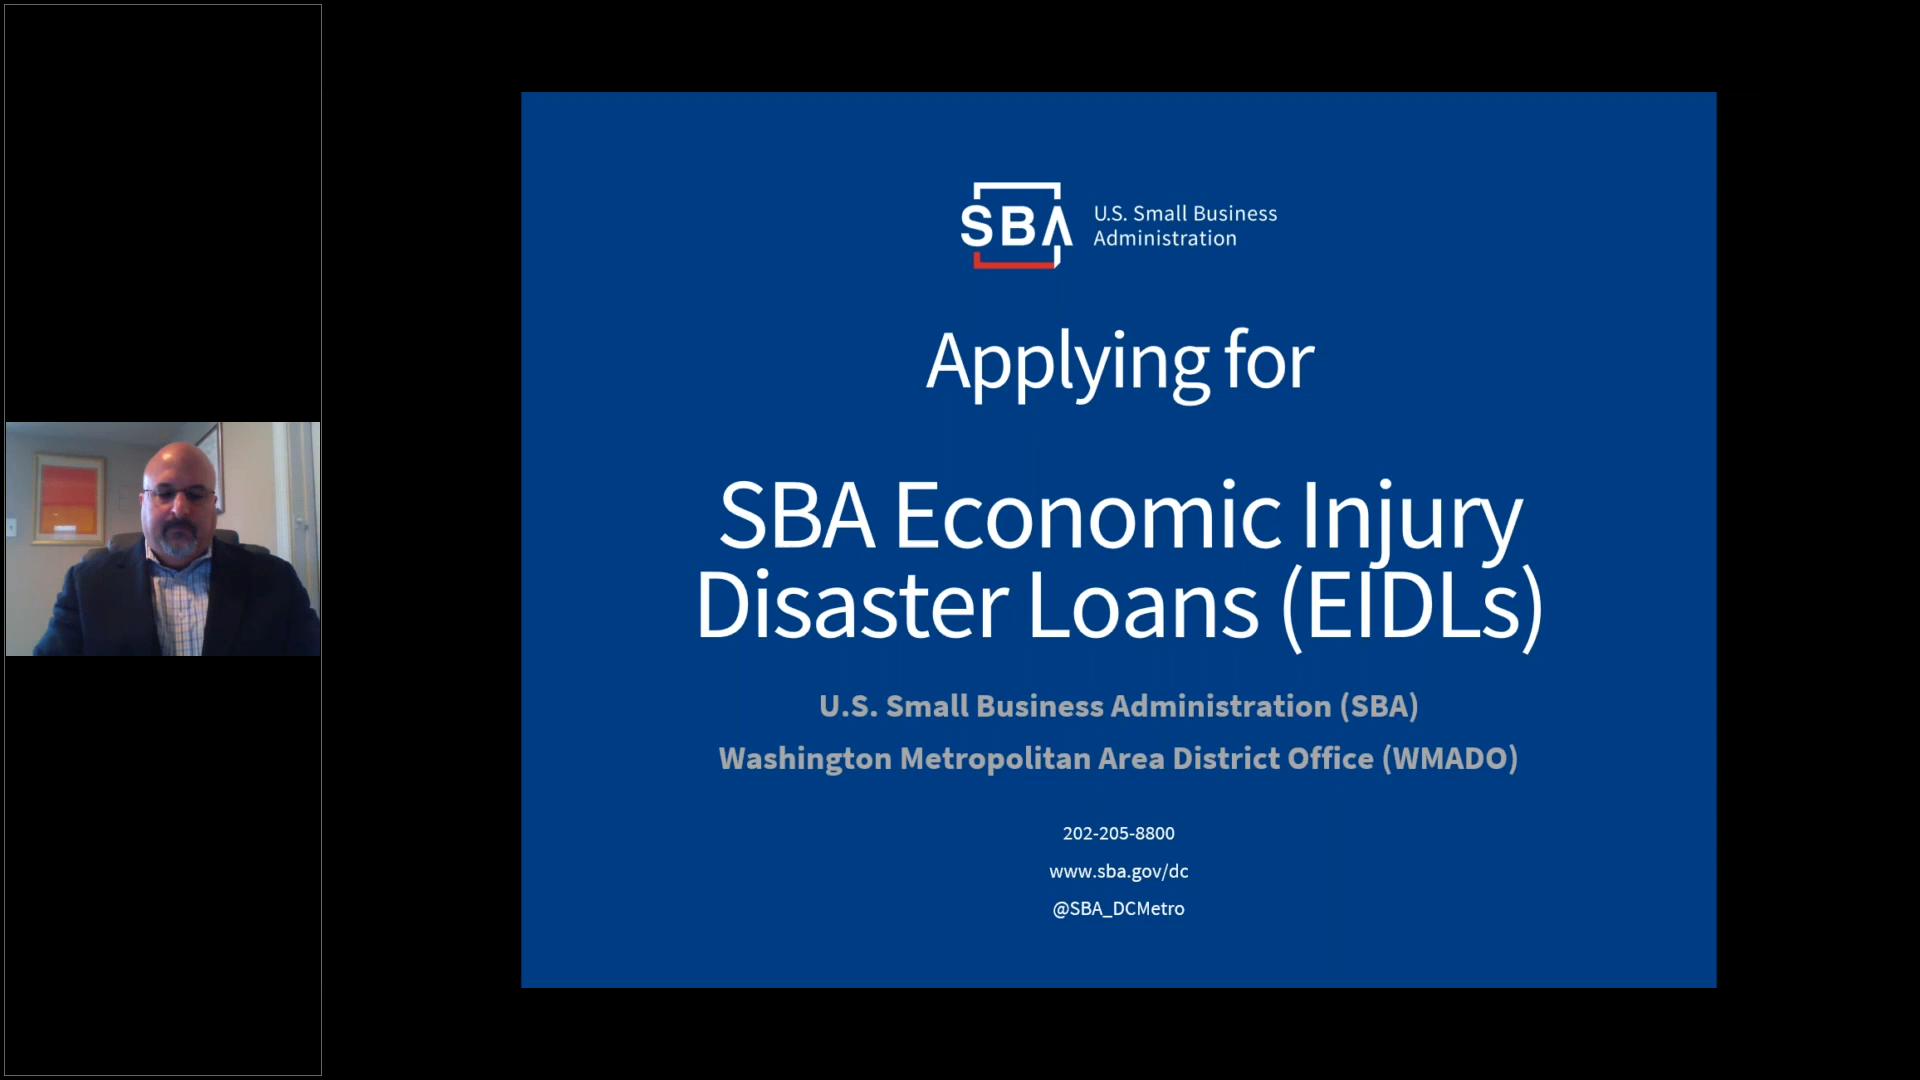 SBA
U.S. Small Business
Administration
Applying for
SBA Economic Injury
Disaster Loans (EIDLs)
U.S. Small Business Administration (SBA)
Washington Metropolitan Area District Office (WMADO)
202-205-8800
www.sba.gov/dc
@SBA_DCMetro